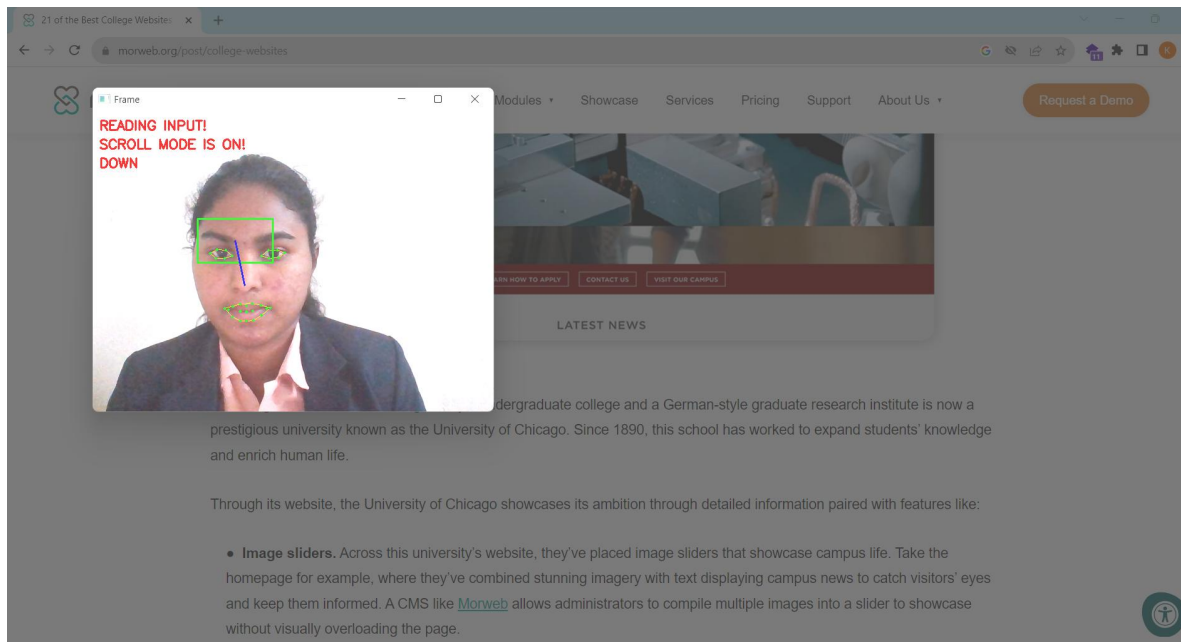 21 of the Best College Websites
morweb.org/post/college-websites
11
K
Modules
Showcase
Services
Pricing
Support
About Us
Request a Demo
Frame
READING INPUT!
SCROLL MODE IS ON!
DOWN
HOW TO APPLY
CONTACT US
VISIT OUR CAMPUS
LATEST NEWS
college and a German-style graduate research institute is now a
prestigious university known as the University of Chicago. Since 1890, this school has worked to expand students’ knowledge
and enrich human life.
Through its website, the University of Chicago showcases its ambition through detailed information paired with features like:
● Image sliders. Across this university’s website, they’ve placed image sliders that showcase campus life. Take the
homepage for example, where they’ve combined stunning imagery with text displaying campus news to catch visitors’ eyes
and keep them informed. A CMS like Morweb allows administrators to compile multiple images into a slider to showcase
without visually overloading the page.